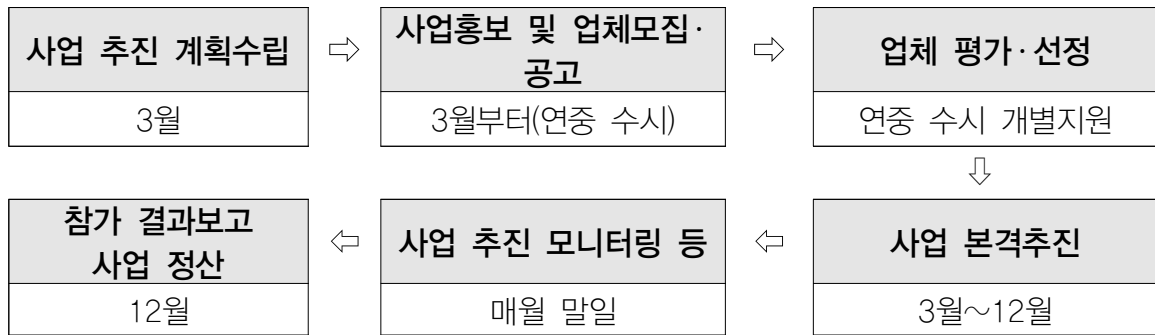 사업 추진 계획수립
3월
⇨
사업홍보 및 업체모집·
공고
3월부터(연중 수시)
⇨
업체 평가·선정
연중 수시 개별지원
⇩
사업 본격추진
3월~12월
⇦
사업 추진 모니터링 등
매월 말일
⇦
참가 결과보고
사업 정산
12월